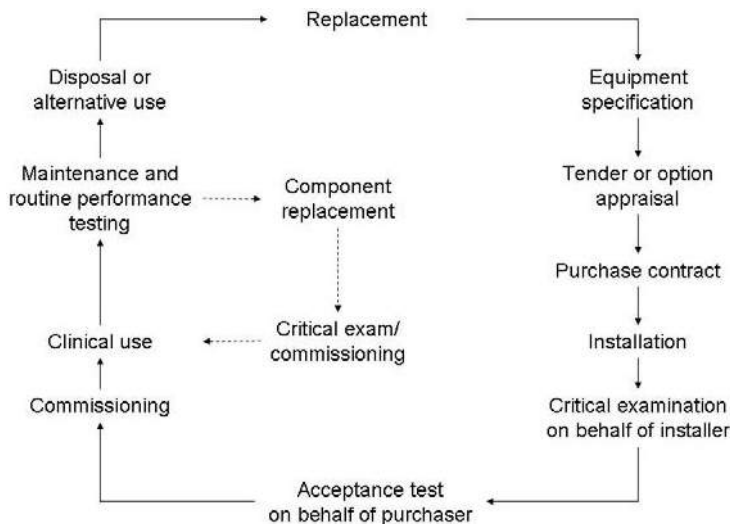 Replacement
Disposal or
alternative use
Equipment
specification
Maintenance and
routine performance
testing
Component
replacement
Tender or option
appraisal
Purchase contract
Clinical use
Critical exam/
commissioning
Installation
Commissioning
Critical examination
on behalf of installer
Acceptance test
on behalf of purchaser